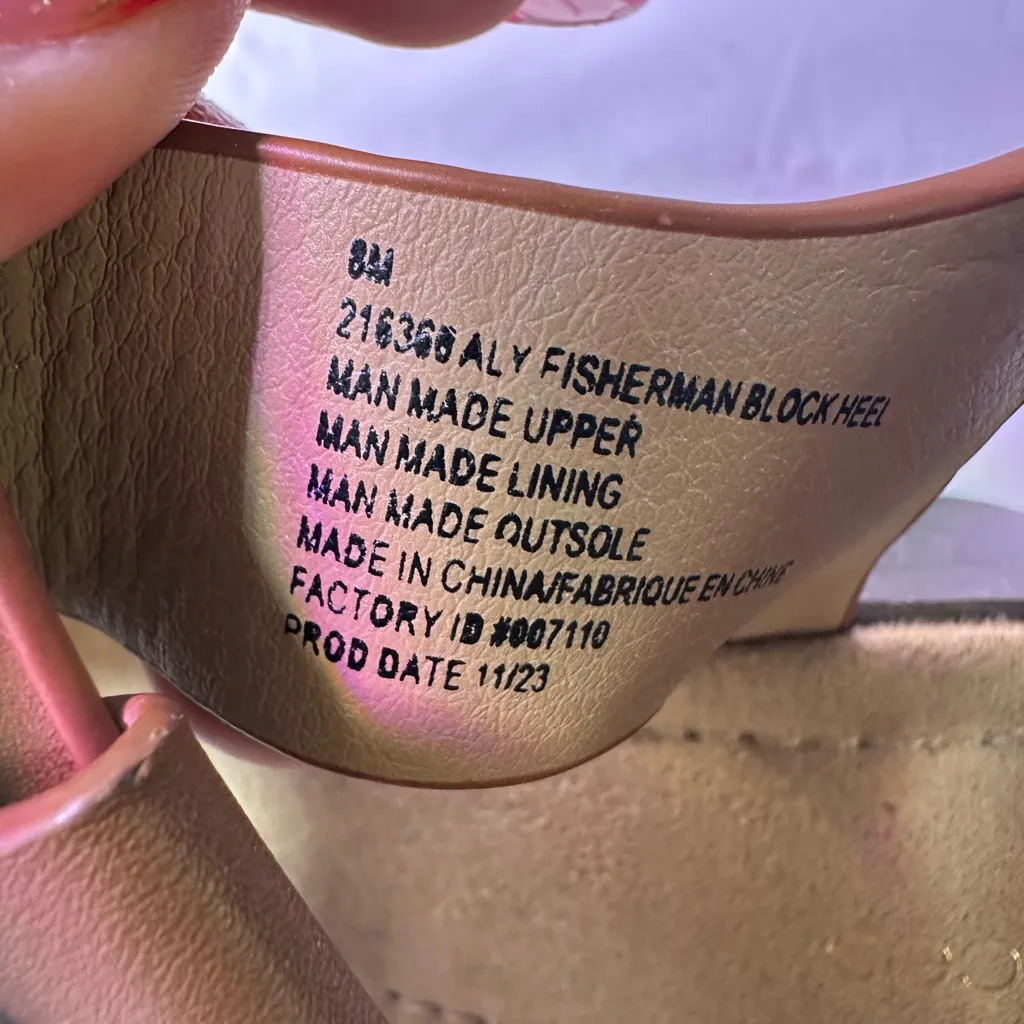 8M
216366 ALY FISHERMAN BLOCK HEEL
MAN MADE UPPER
MAN MADE LINING
MAN MADE OUTSOLE
MADE IN CHINA/FABRIQUE EN CHINE
FACTORY ID #007110
PROD DATE 11/23